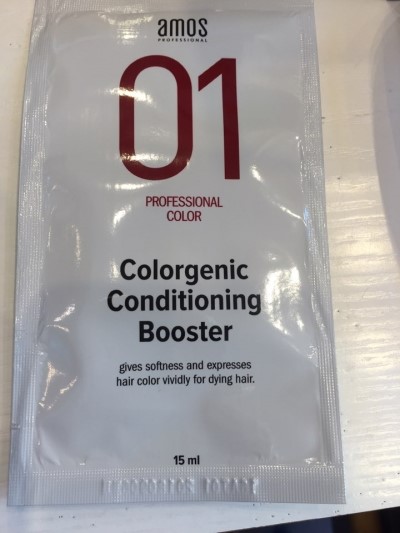 amos
PROFESSIONAL
01
PROFESSIONAL
COLOR
Colorgenic
Conditioning
Booster
gives softness and expresses
hair color vividly for dying hair.
15 ml